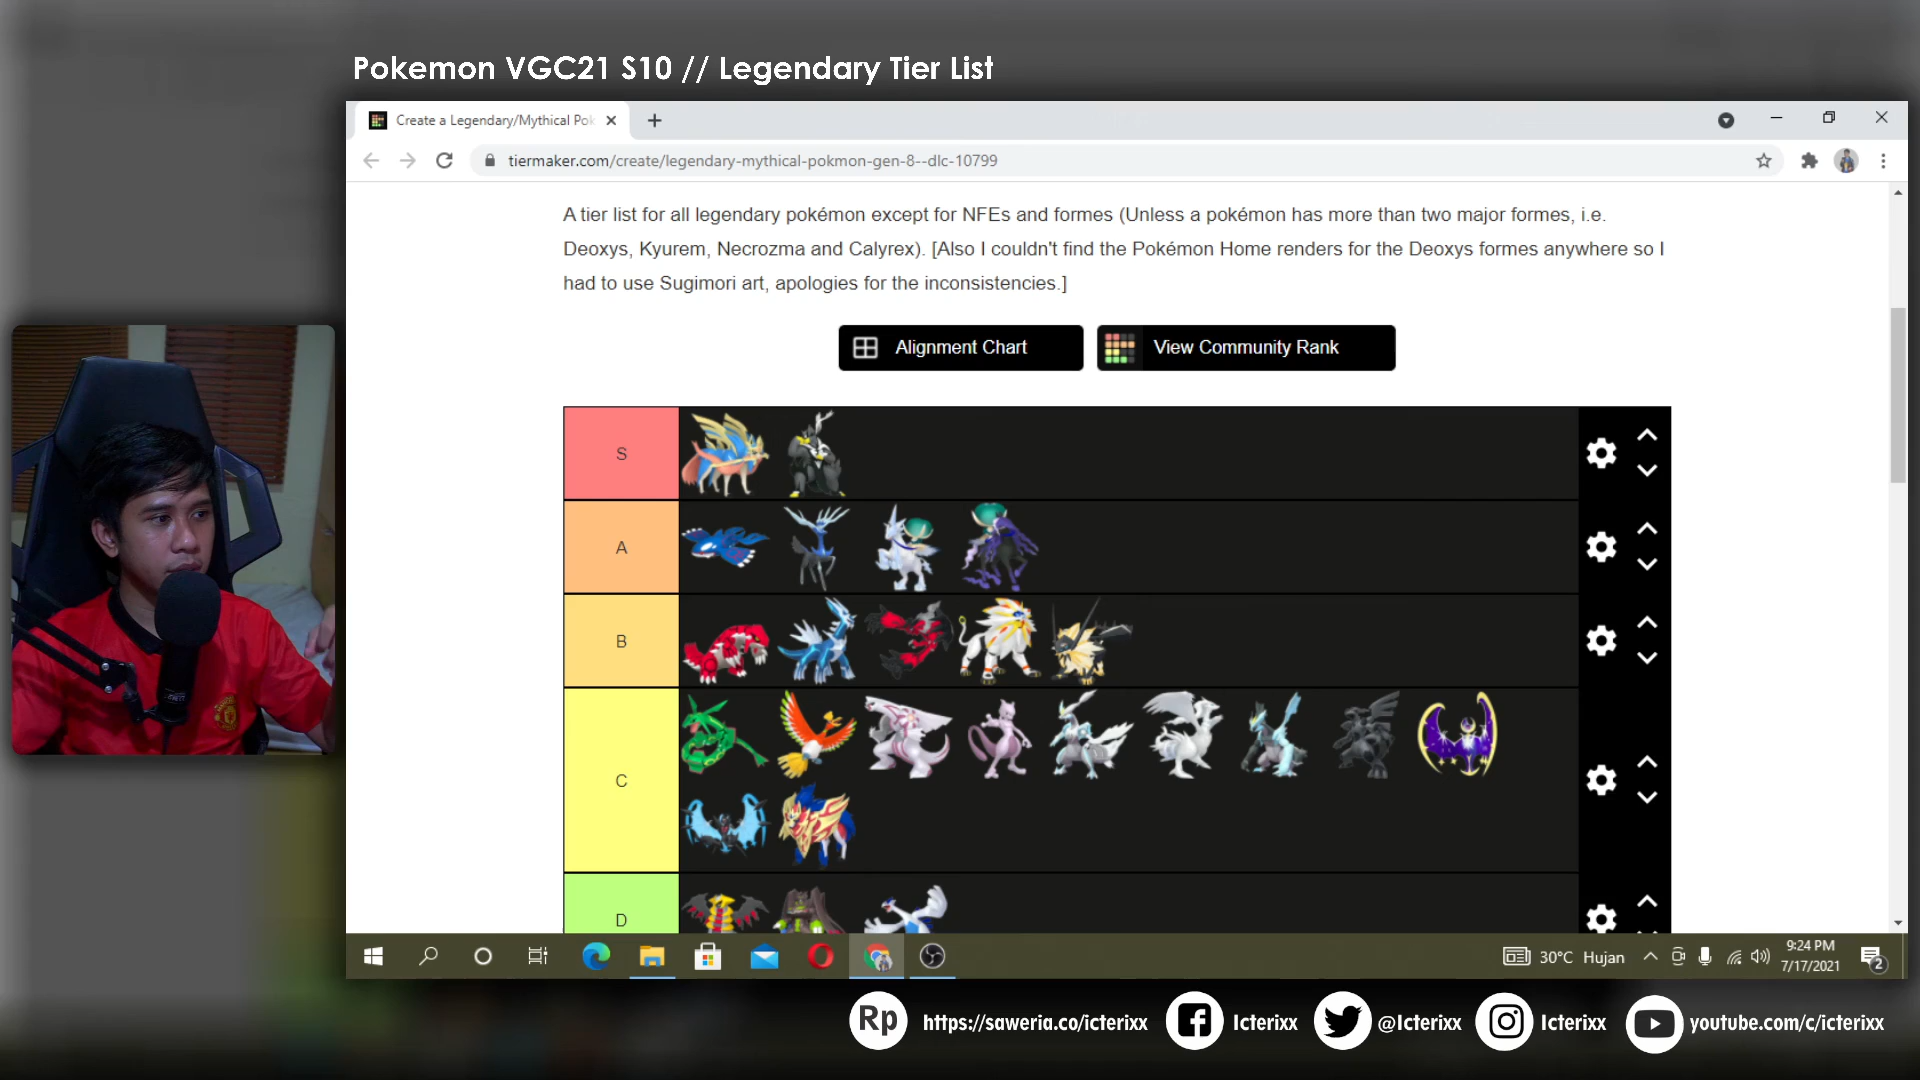 Pokemon VGC21 S10 // Legendary Tier List
Create a Legendary/Mythical Pok
tiermaker.com/create/legendary-mythical-pokmon-gen-8--dlc-10799
A tier list for all legendary pokémon except for NFEs and formes (Unless a pokémon has more than two major formes, i.e.
Deoxys, Kyurem, Necrozma and Calyrex). [Also I couldn't find the Pokémon Home renders for the Deoxys formes anywhere so I
had to use Sugimori art, apologies for the inconsistencies.]
Alignment Chart
View Community Rank
S
A
B
C
D
30°C Hujan
9:24 PM
7/17/2021
2
Rp https://saweria.co/icterixx Icterixx @Icterixx Icterixx youtube.com/c/icterixx